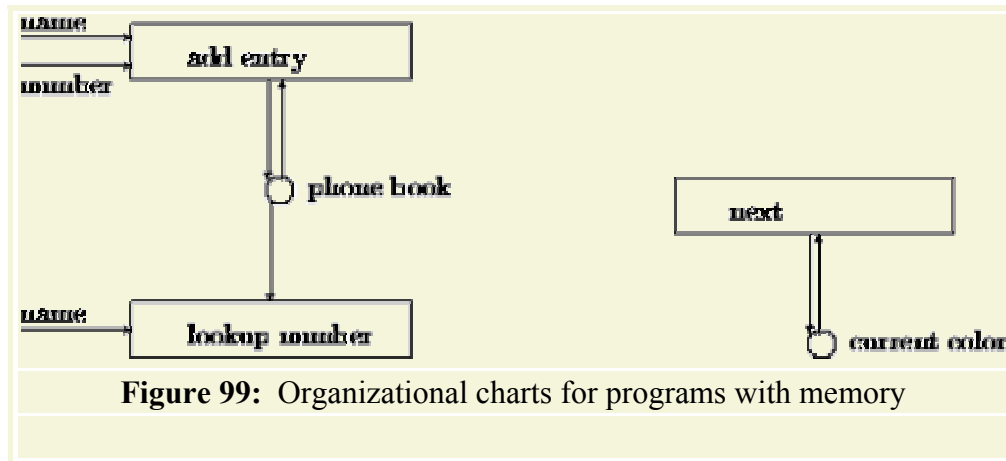 name
add entry
number
phone book
next
name
lookup number
current color
Figure 99: Organizational charts for programs with memory